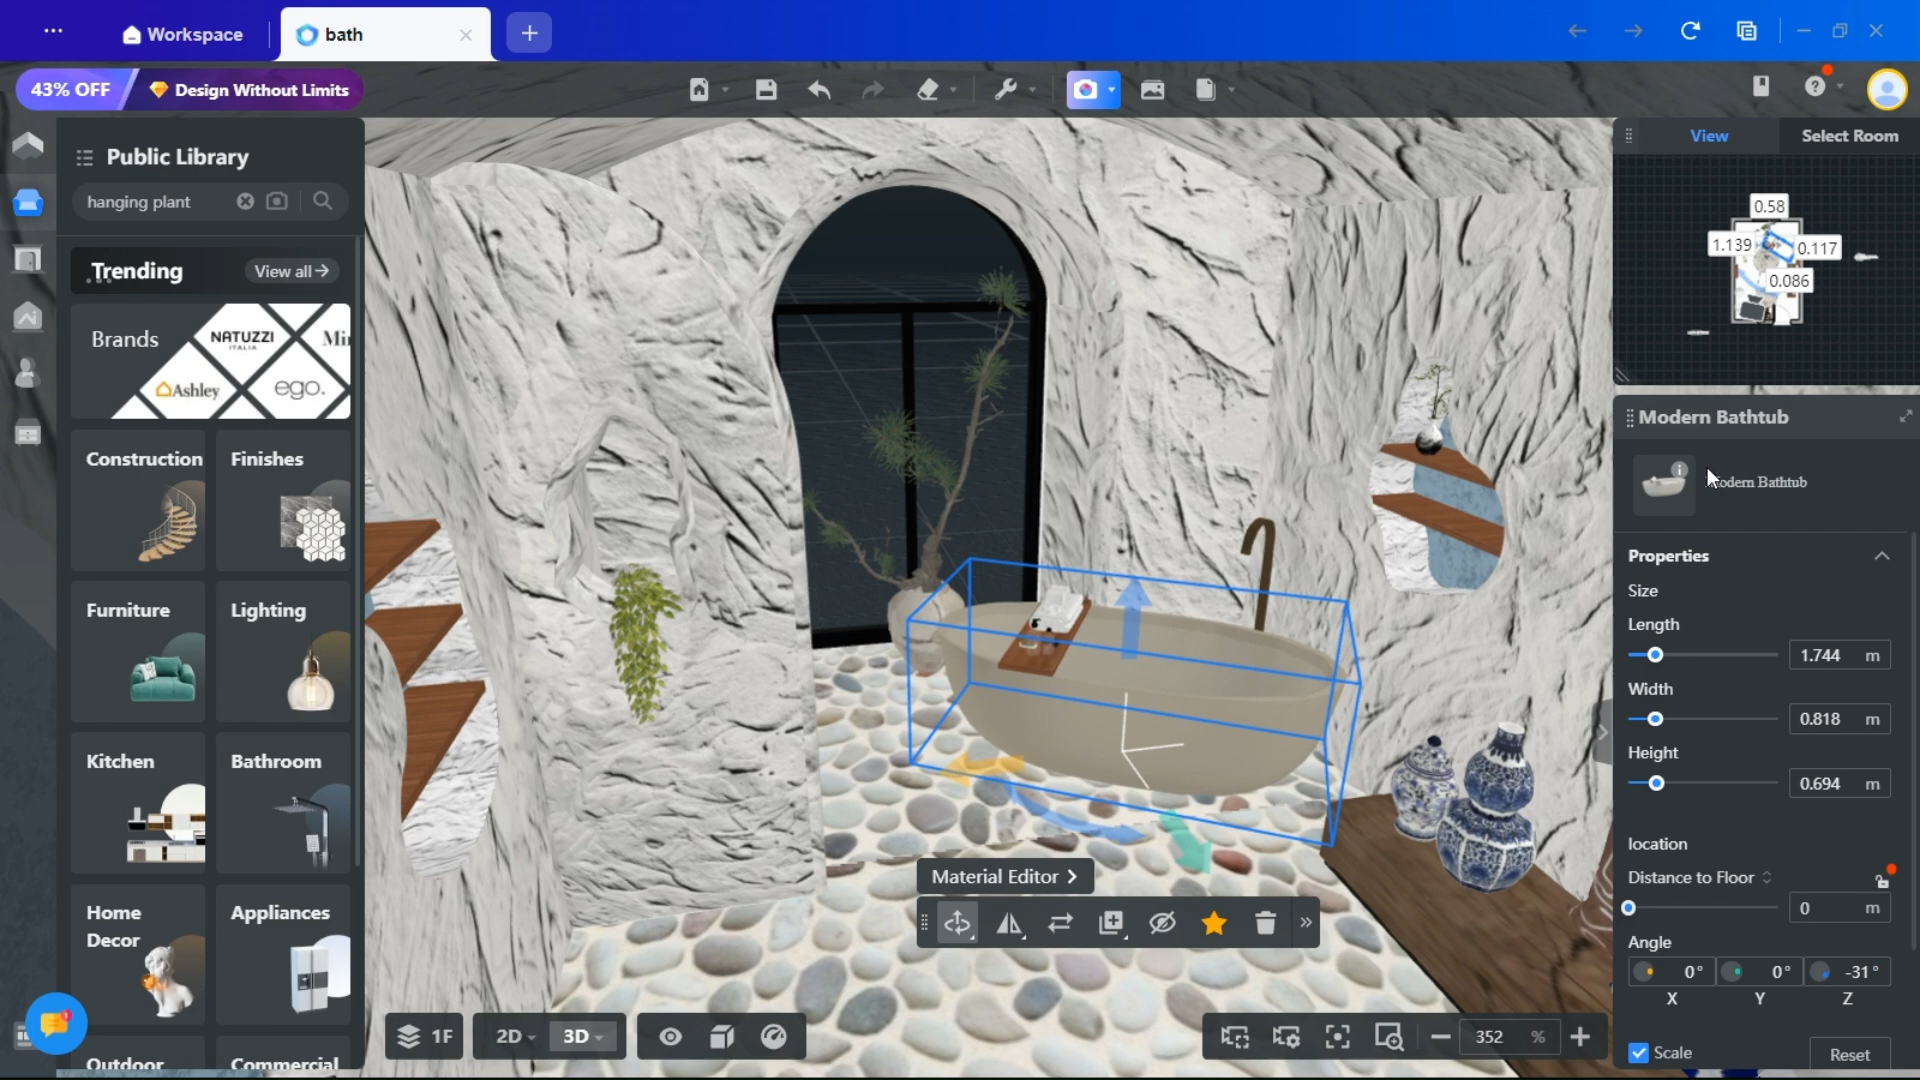 Workspace
bath
43% OFF
Design Without Limits
Public Library
hanging plant
Trending
View all
Brands
NATUZZI
ITALIA
Ashley
ego.
Construction
Finishes
Furniture
Lighting
Kitchen
Bathroom
Home
Decor
Appliances
Outdoor
Commercial
1F
2D
3D
Material Editor
352 %
View
Select Room
0.58
1.139
0.117
0.086
Modern Bathtub
Modern Bathtub
Properties
Size
Length
1.744 m
Width
0.818 m
Height
0.694 m
location
Distance to Floor
0 m
Angle
0° 0° -31°
X Y Z
Scale
Reset